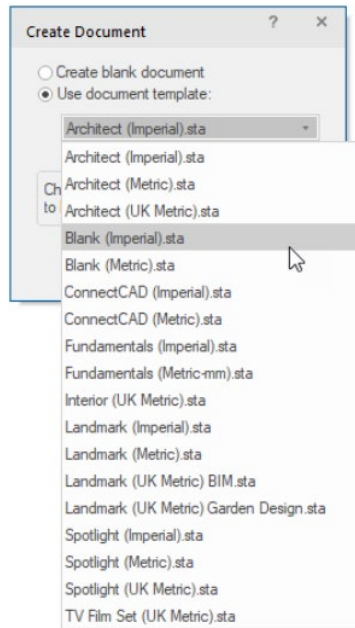 Create Document
? ×
Create blank document
Use document template:
Architect (Imperial).sta
Architect (Imperial).sta
Architect (Metric).sta
Ch
to
Architect (UK Metric).sta
Blank (Imperial).sta
Blank (Metric).sta
ConnectCAD (Imperial).sta
ConnectCAD (Metric).sta
Fundamentals (Imperial).sta
Fundamentals (Metric-mm).sta
Interior (UK Metric).sta
Landmark (Imperial).sta
Landmark (Metric).sta
Landmark (UK Metric) BIM.sta
Landmark (UK Metric) Garden Design.sta
Spotlight (Imperial).sta
Spotlight (Metric).sta
Spotlight (UK Metric).sta
TV Film Set (UK Metric).sta